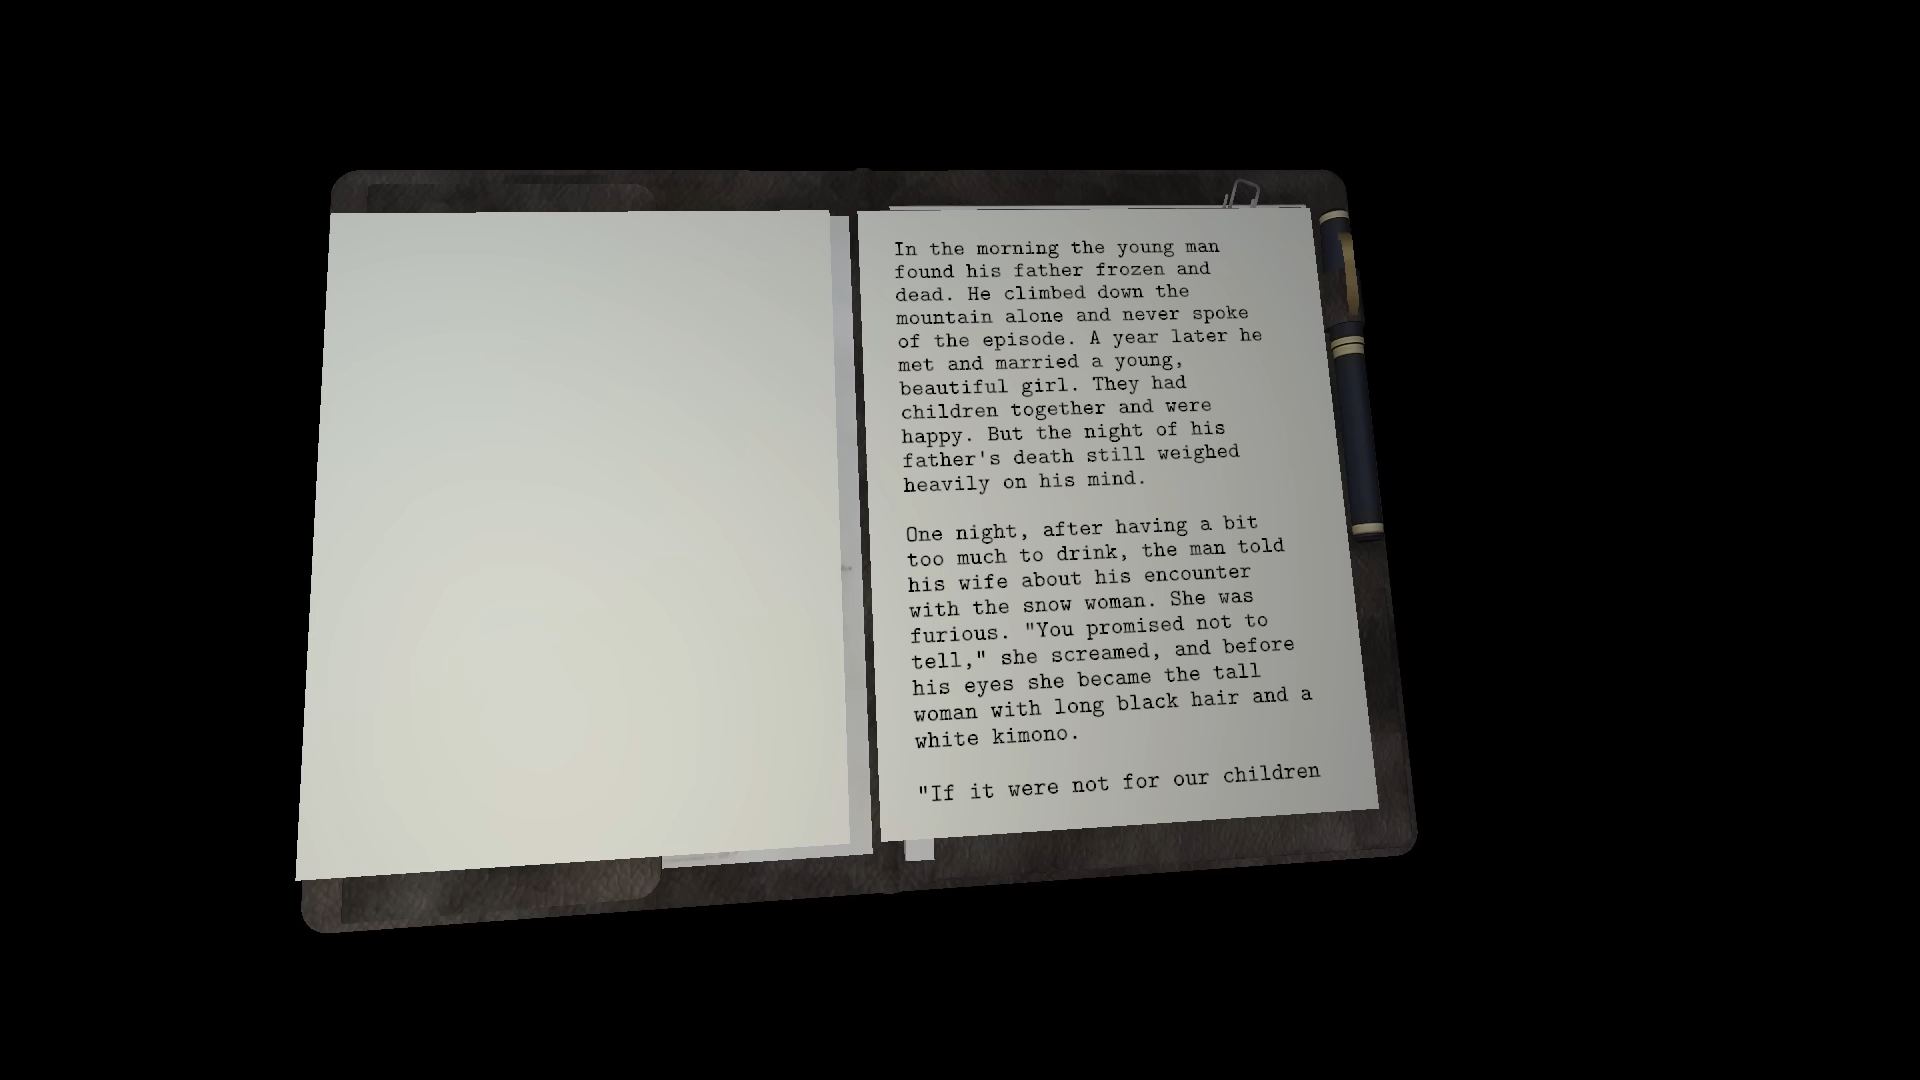 In the morning the young man
found his father frozen and
dead. He climbed down the
mountain alone and never spoke
of the episode. A year later he
met and married a young,
beautiful girl. They had
children together and were
happy. But the night of his
father's death still weighed
heavily on his mind.
One night, after having a bit
too much to drink, the man told
his wife about his encounter
with the snow woman. She was
furious. "You promised not to
tell," she screamed, and before
his eyes she became the tall
woman with long black hair and a
white kimono.
"If it were not for our children